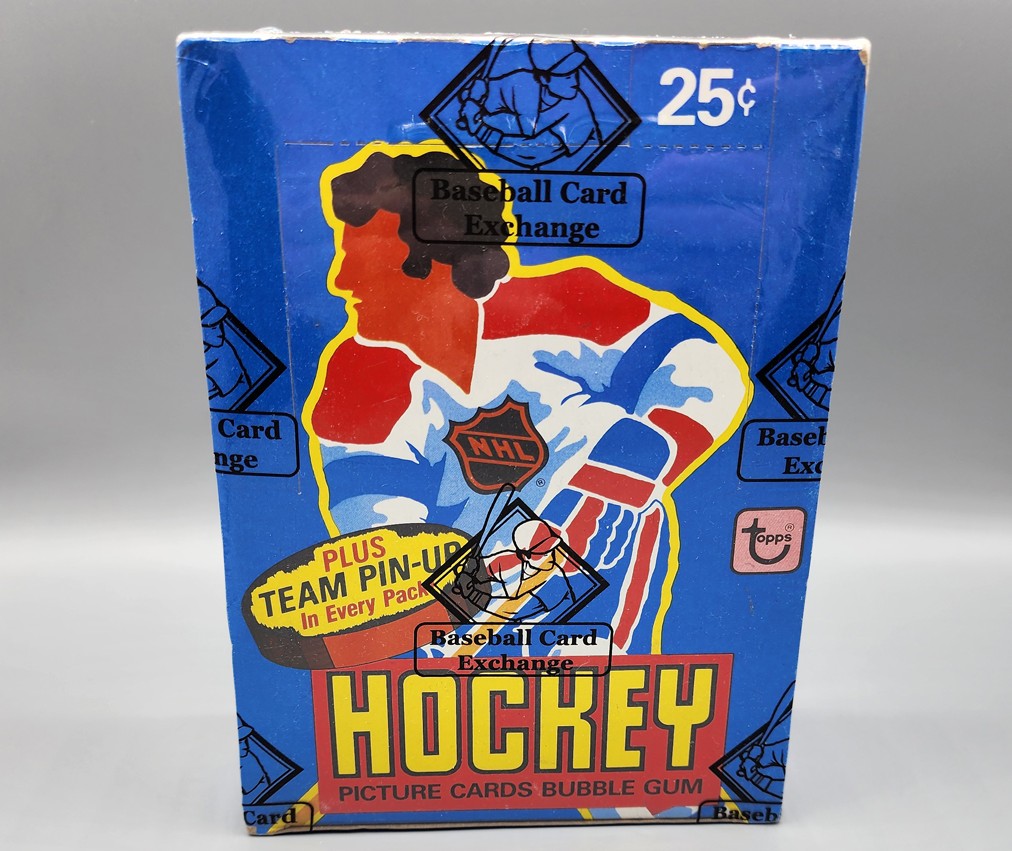 25¢
Baseball Card
Exchange
NHL
®
Card
nge
Baseb
Exc
topps
®
PLUS
TEAM PIN-UP
In Every Pack
Baseball Card
Exchange
HOCKEY
PICTURE CARDS BUBBLE GUM
Card
Baseb